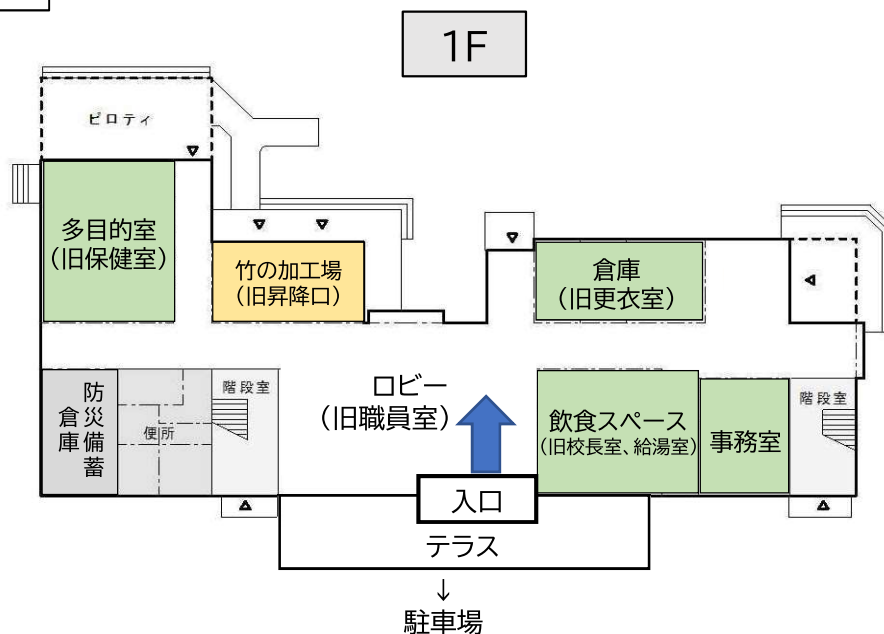 1F
ピロティ
多目的室
（旧保健室）
竹の加工場
（旧昇降口）
倉庫
（旧更衣室）
防災備蓄
倉庫
便所
階段室
ロビー
（旧職員室）
飲食スペース
（旧校長室、給湯室）
事務室
階段室
入口
テラス
↓
駐車場